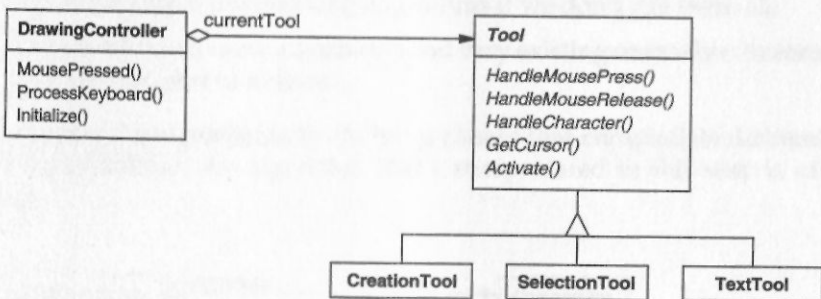 DrawingController
MousePressed()
ProcessKeyboard()
Initialize()
currentTool
Tool
HandleMousePress()
HandleMouseRelease()
HandleCharacter()
GetCursor()
Activate()
CreationTool
SelectionTool
TextTool